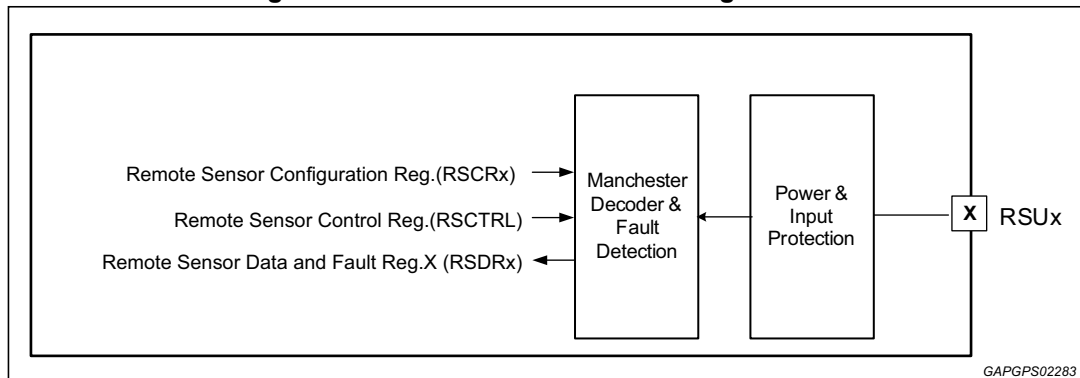 Remote Sensor Configuration Reg.(RSCRx)
Remote Sensor Control Reg.(RSCTRL)
Remote Sensor Data and Fault Reg.X (RSDRx)
Manchester
Decoder &
Fault
Detection
Power &
Input
Protection
X
RSUx
GAPGPS02283